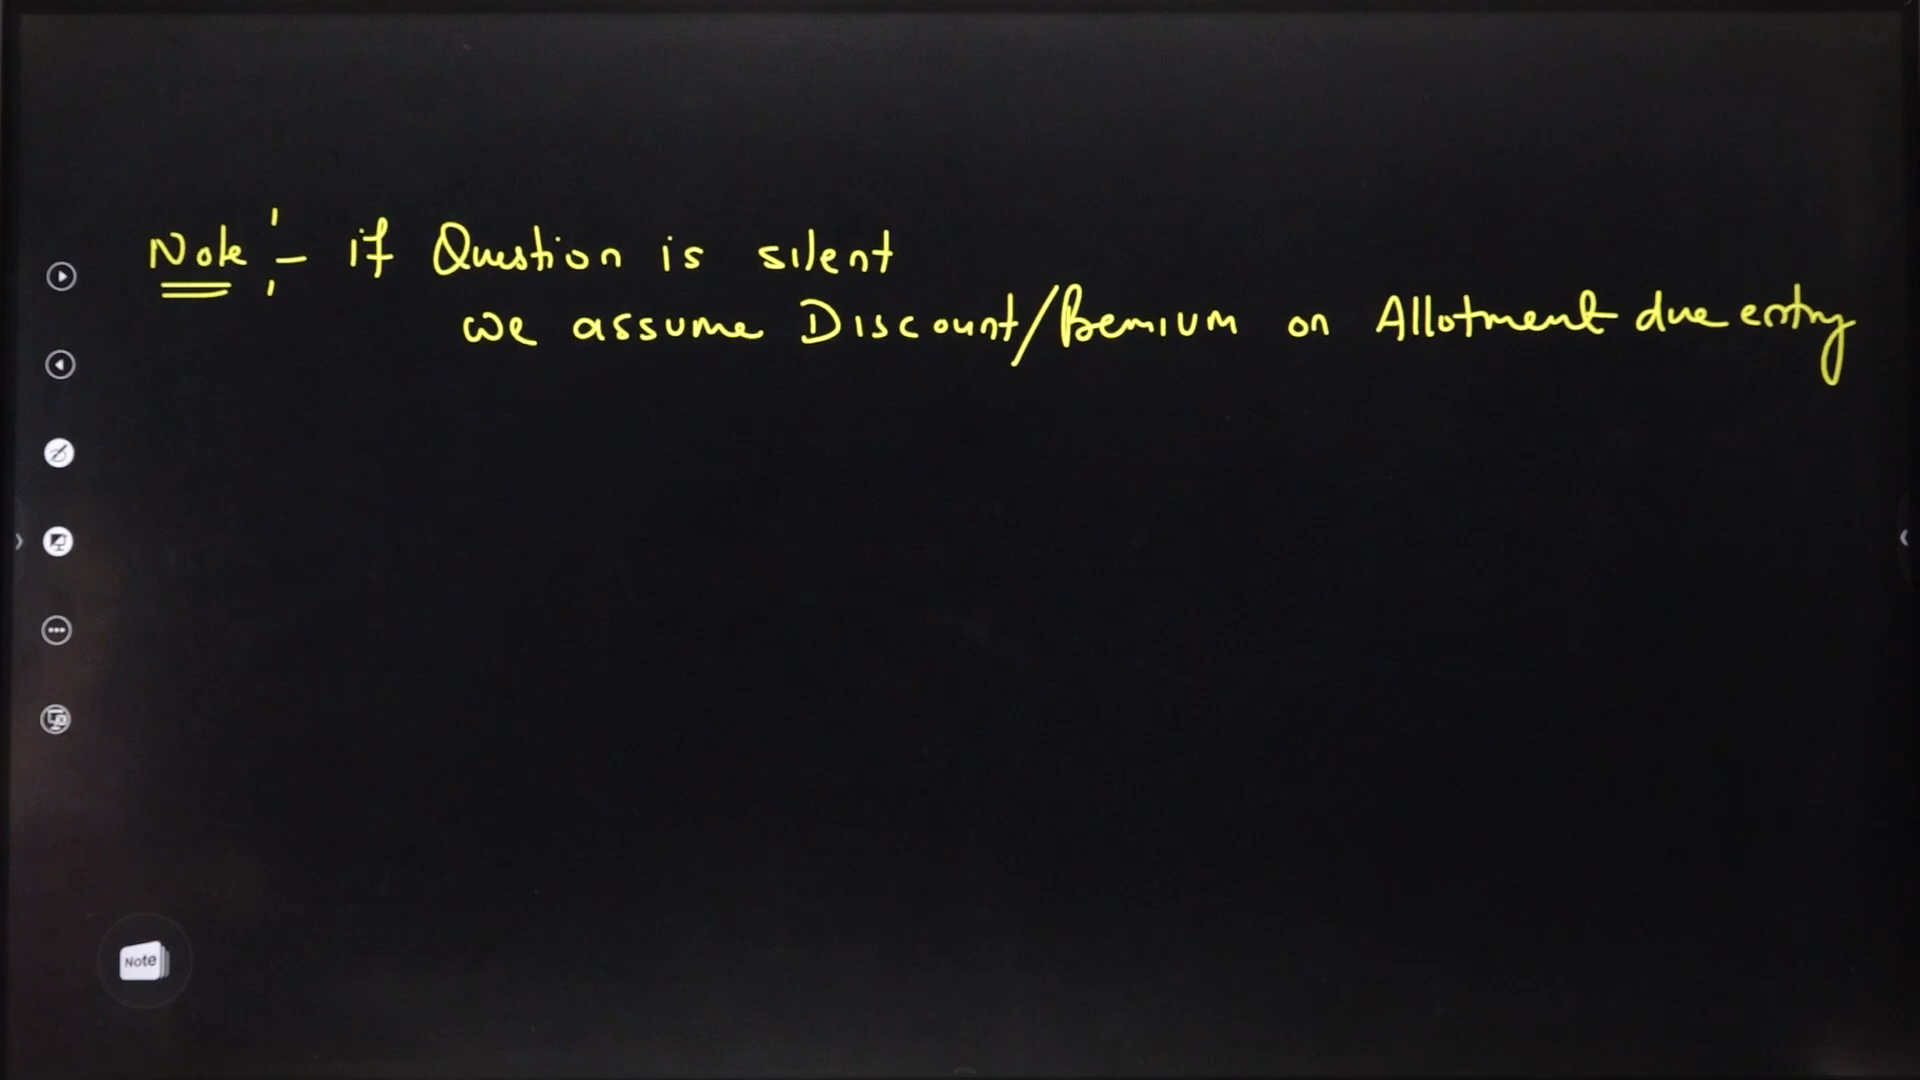 Note :- if Question is silent
we assume Discount/Premium on Allotment due entry
Note